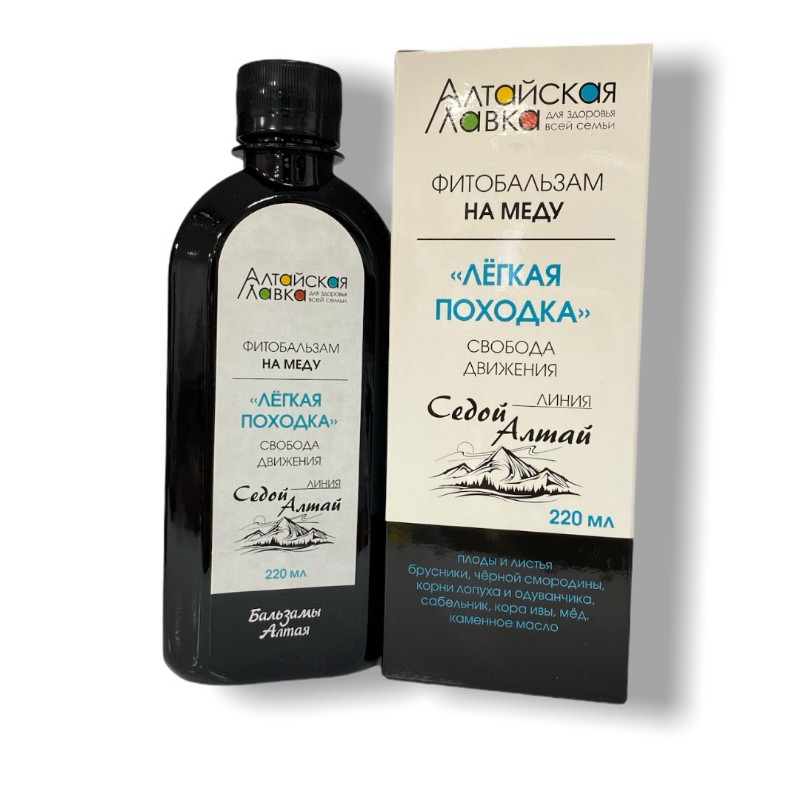 Алтайская
Лавка
для здоровья
всей семьи
ФИТОБАЛЬЗАМ
НА МЕДУ
«ЛЁГКАЯ
ПОХОДКА»
СВОБОДА
ДВИЖЕНИЯ
ЛИНИЯ
Седой
Алтай
220 мл
Бальзамы
Алтая
Алтайская
Лавка
для здоровья
всей семьи
ФИТОБАЛЬЗАМ
НА МЕДУ
«ЛЁГКАЯ
ПОХОДКА»
СВОБОДА
ДВИЖЕНИЯ
ЛИНИЯ
Седой
Алтай
220 мл
плоды и листья
брусники, чёрной смородины,
корни лопуха и одуванчика,
сабельник, кора ивы, мёд,
каменное масло